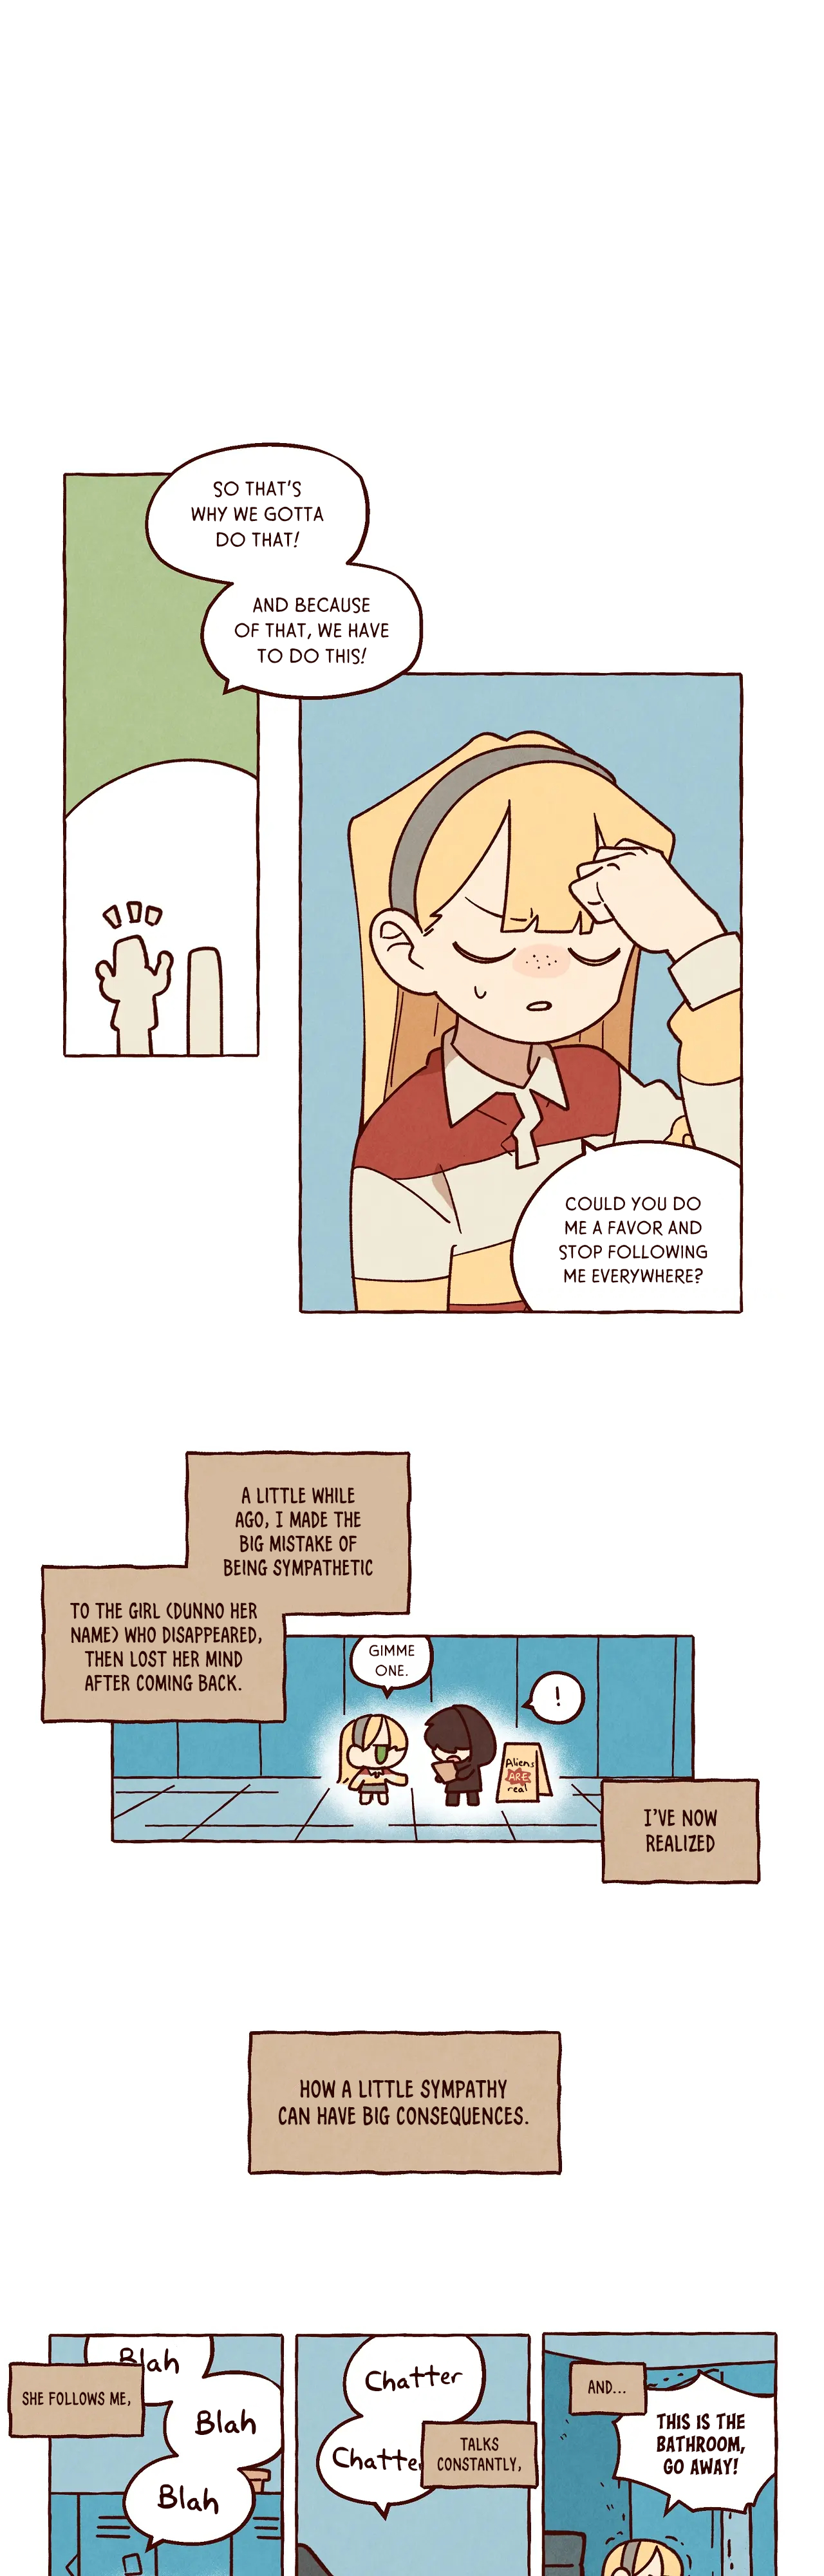 SO THAT'S
WHY WE GOTTA
DO THAT!
AND BECAUSE
OF THAT, WE HAVE
TO DO THIS!
COULD YOU DO
ME A FAVOR AND
STOP FOLLOWING
ME EVERYWHERE?
A LITTLE WHILE
AGO, I MADE THE
BIG MISTAKE OF
BEING SYMPATHETIC
TO THE GIRL (DUNNO HER
NAME) WHO DISAPPEARED,
THEN LOST HER MIND
AFTER COMING BACK.
GIMME
ONE.
!
Aliens
ARE
real
I'VE NOW
REALIZED
HOW A LITTLE SYMPATHY
CAN HAVE BIG CONSEQUENCES.
Blah
SHE FOLLOWS ME,
Blah
Blah
Chatter
Chatte
TALKS
CONSTANTLY,
AND...
THIS IS THE
BATHROOM,
GO AWAY!